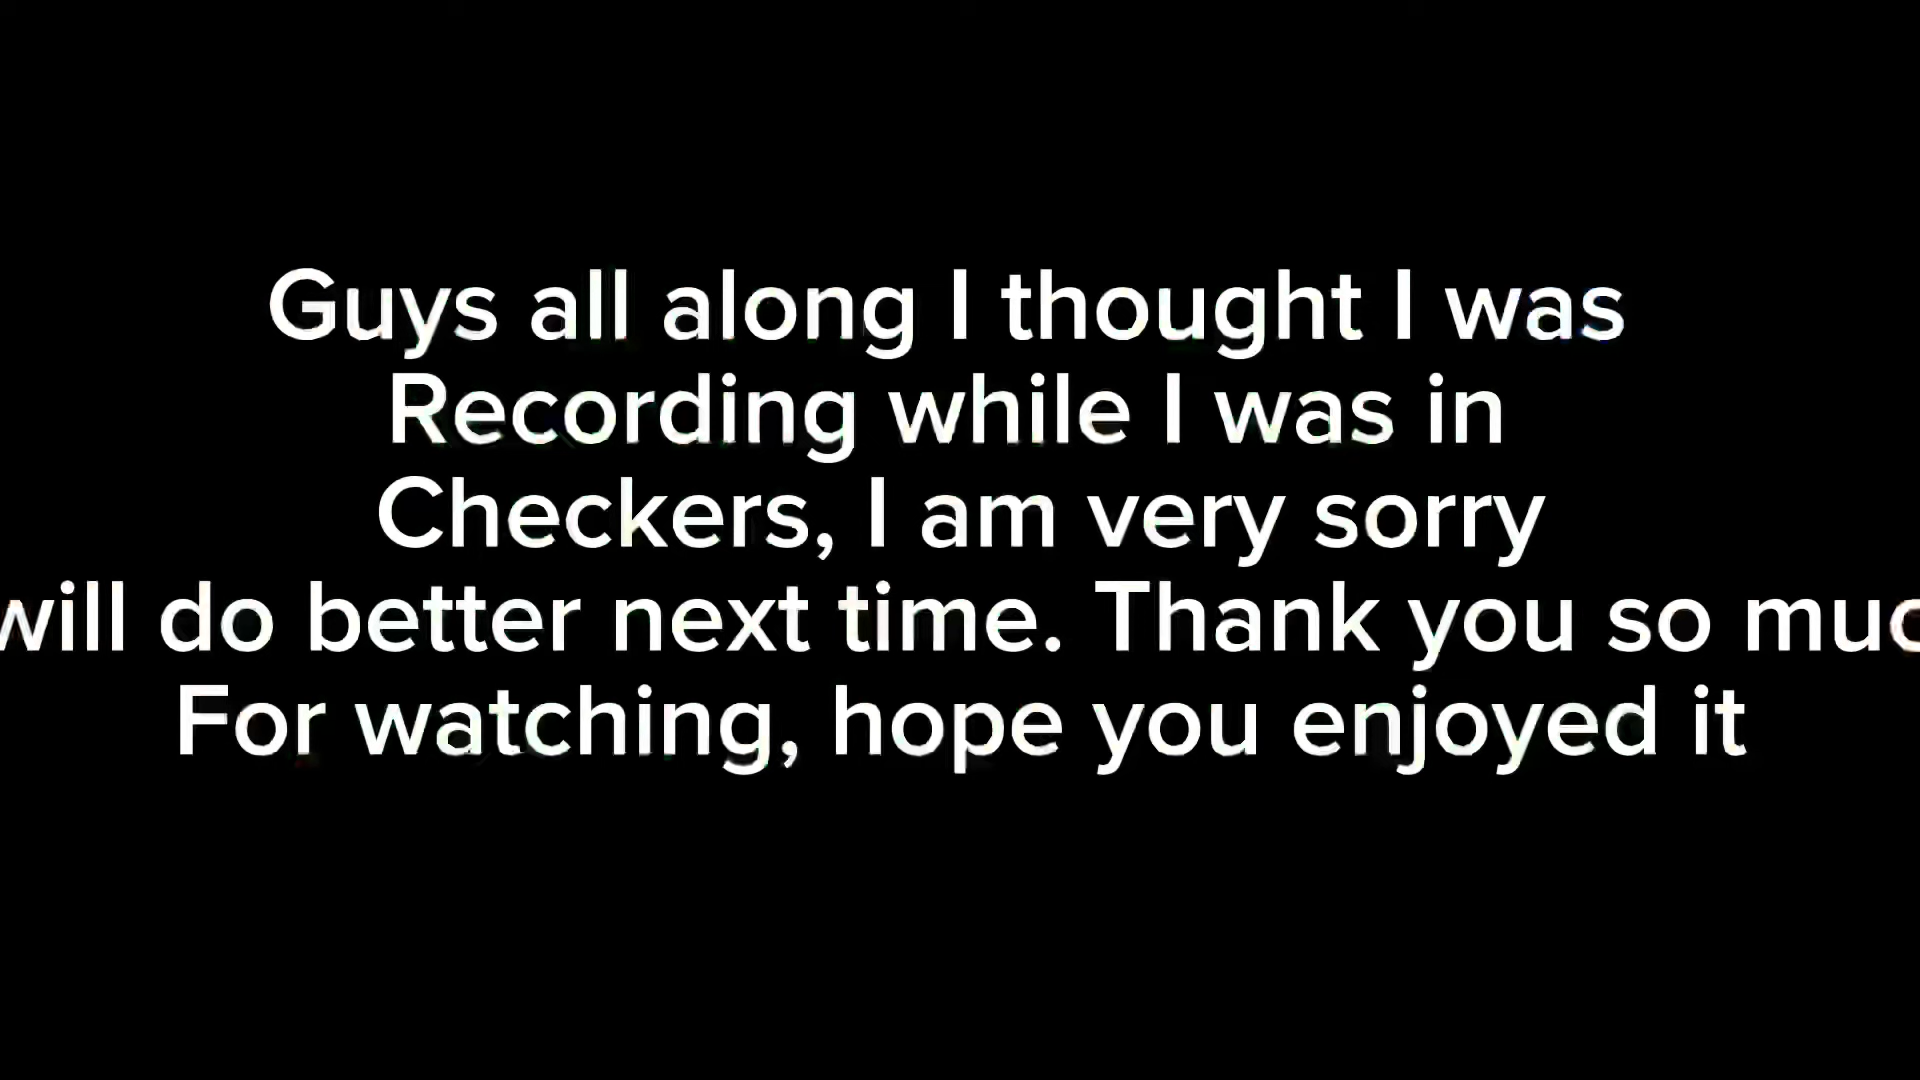 Guys all along I thought I was
Recording while I was in
Checkers, I am very sorry
will do better next time. Thank you so muc
For watching, hope you enjoyed it